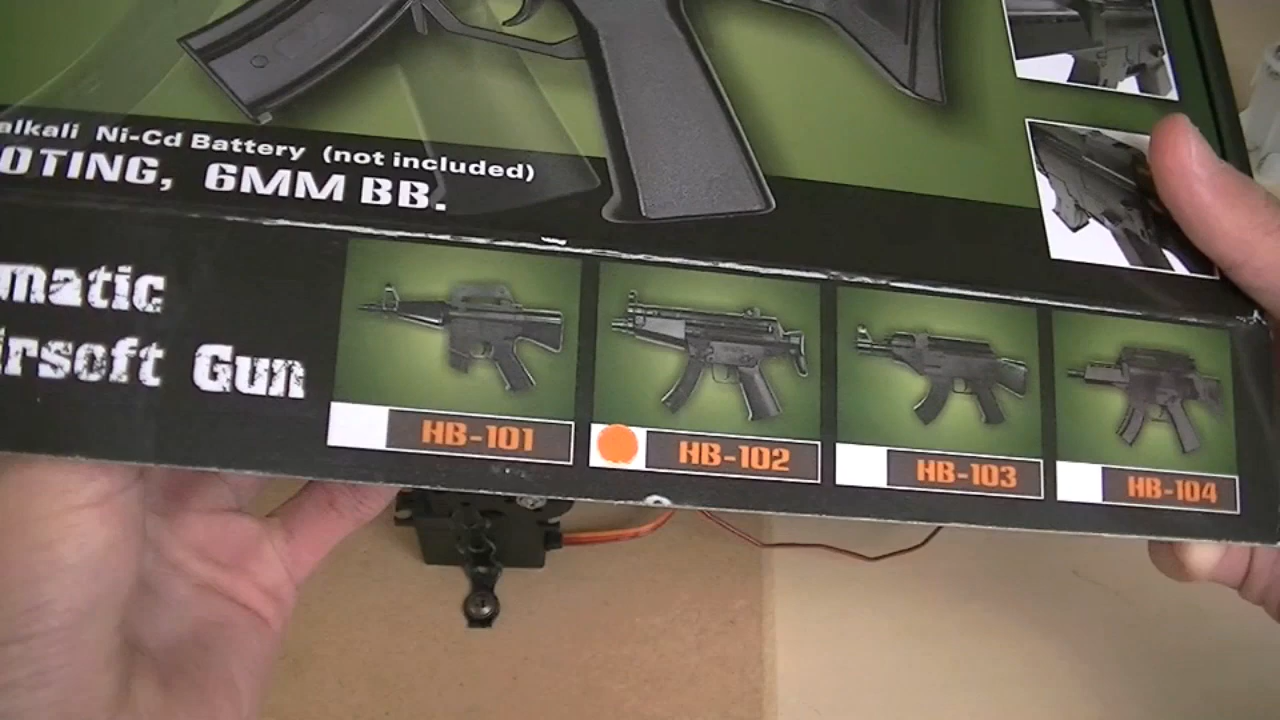 alkali Ni-Cd Battery (not included)
OTING, 6MM BB.
matic
irsoft Gun
HB-101
HB-102
HB-103
HB-104